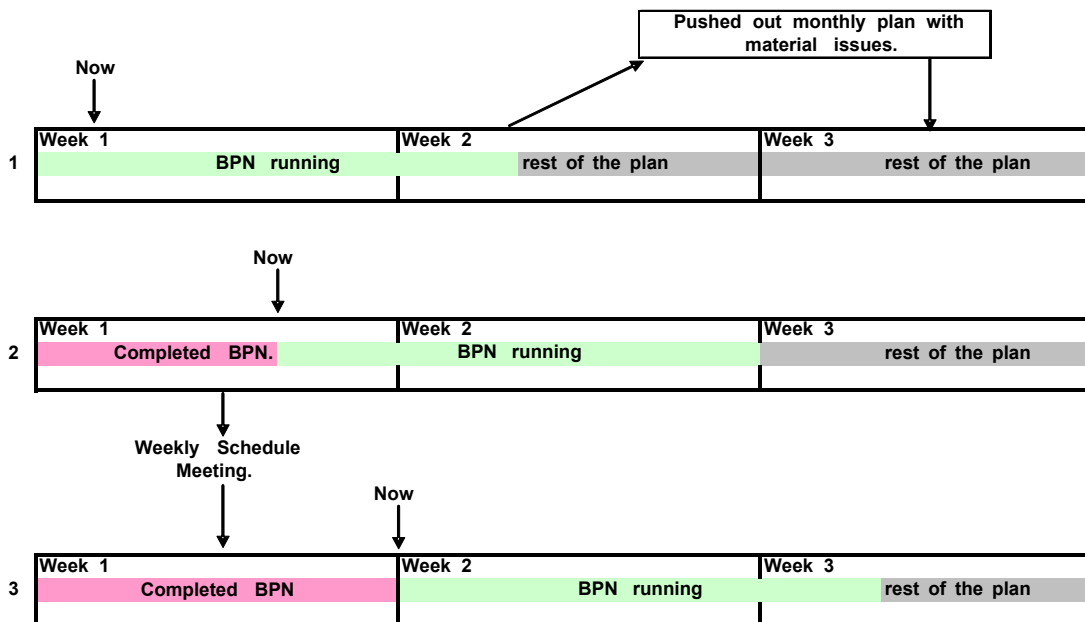 Pushed out monthly plan with
material issues.
Now
Week 1 Week 2 Week 3
1 BPN running rest of the plan rest of the plan
Now
Week 1 Week 2 Week 3
2 Completed BPN. BPN running rest of the plan
Weekly Schedule
Meeting.
Now
Week 1 Week 2 Week 3
3 Completed BPN BPN running rest of the plan